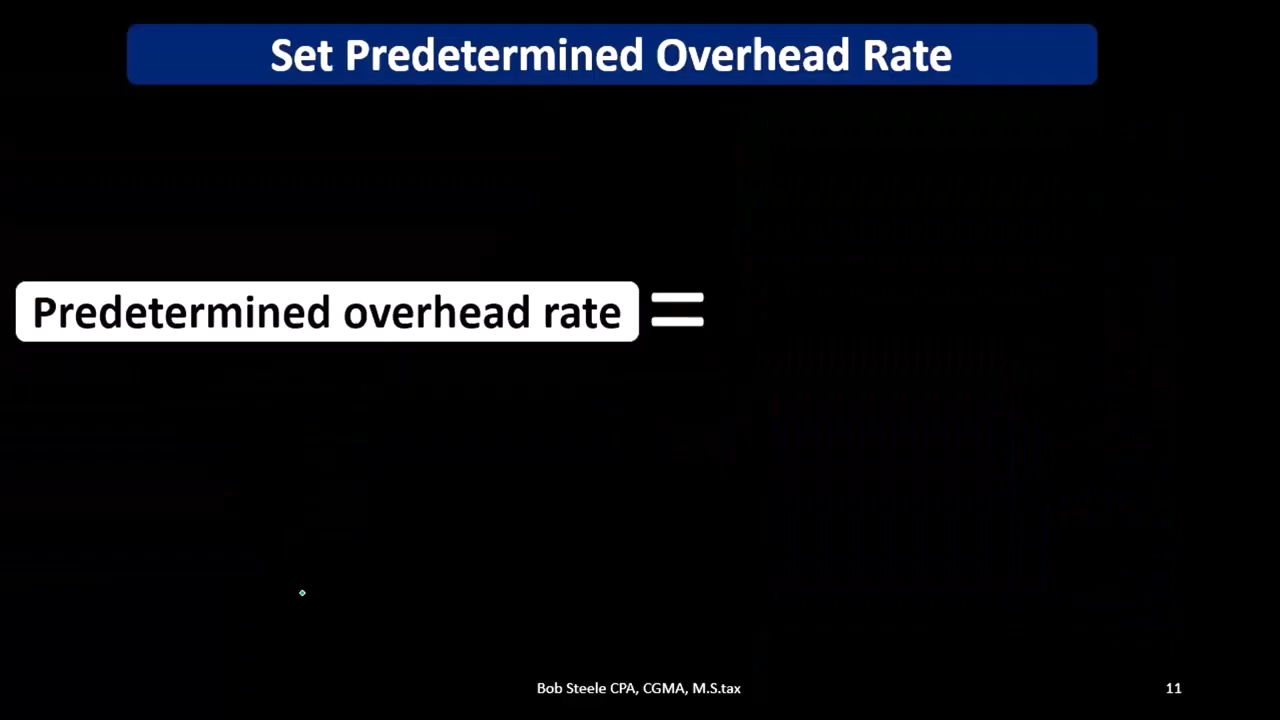 Set Predetermined Overhead Rate
Predetermined overhead rate =
Bob Steele CPA, CGMA, M.S.tax
11